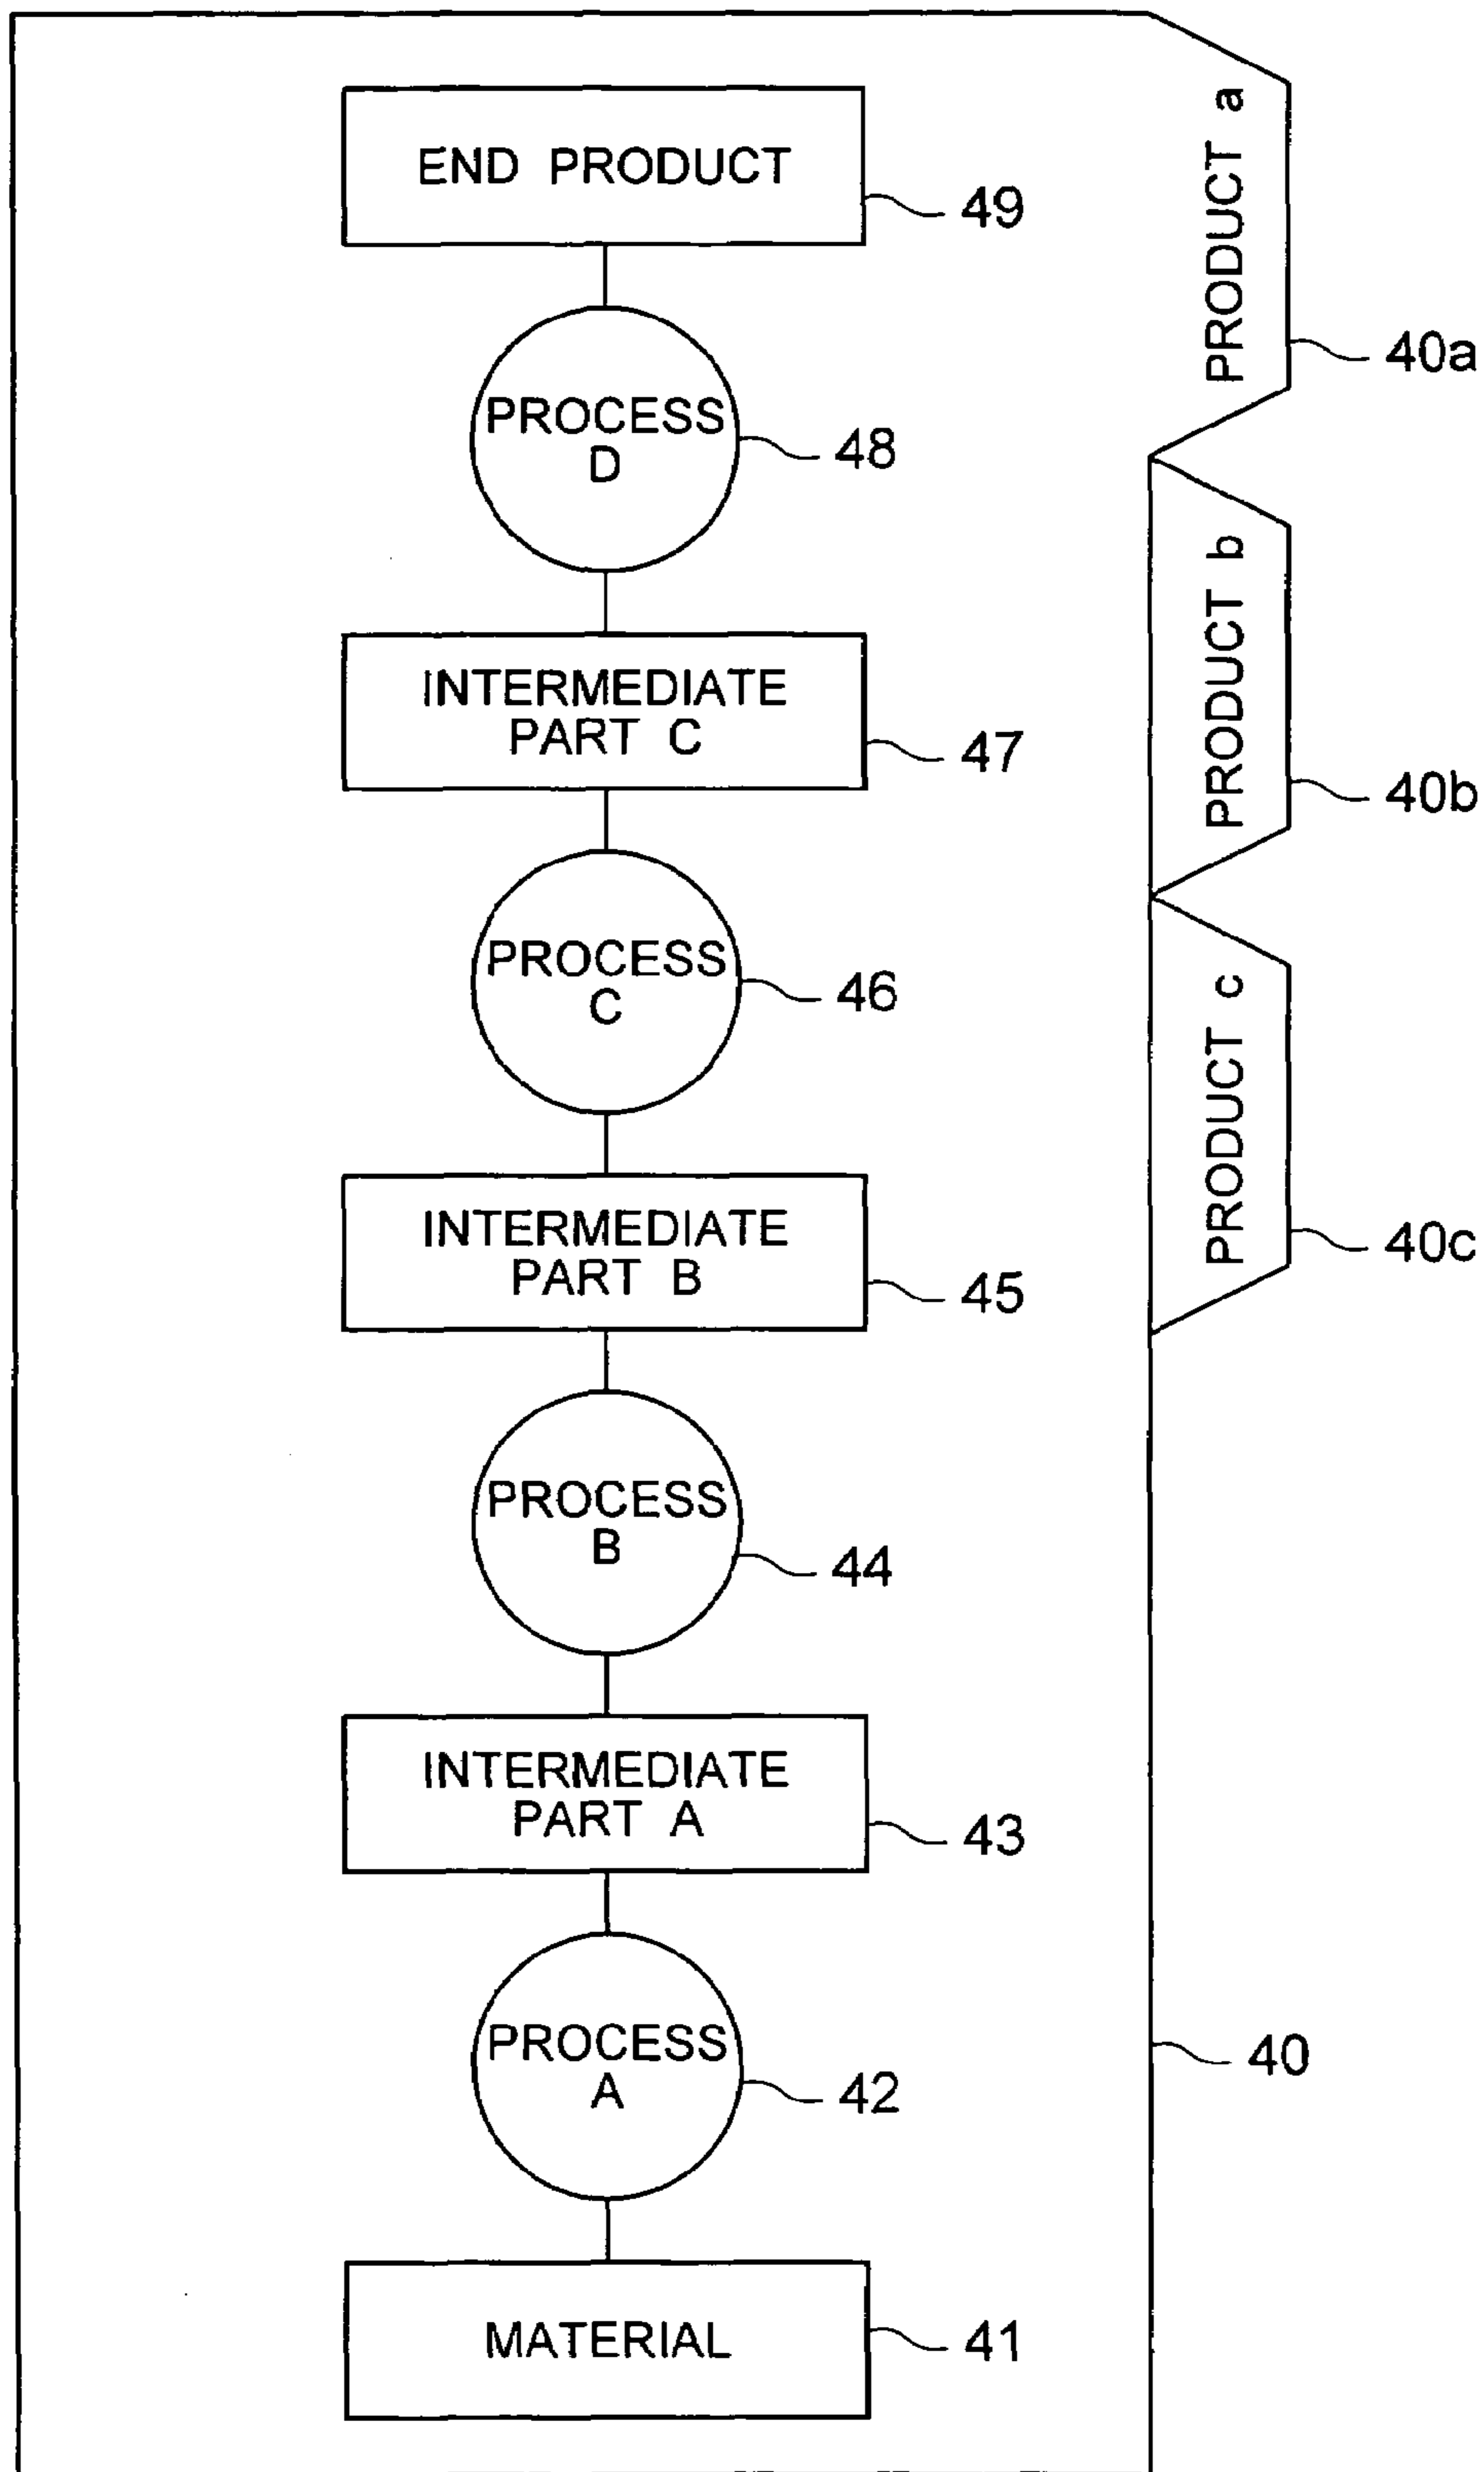 END PRODUCT
49
PROCESS
D
48
INTERMEDIATE
PART C
47
PROCESS
C
46
INTERMEDIATE
PART B
45
PROCESS
B
44
INTERMEDIATE
PART A
43
PROCESS
A
42
MATERIAL
41
PRODUCT a
40a
PRODUCT b
40b
PRODUCT c
40c
40